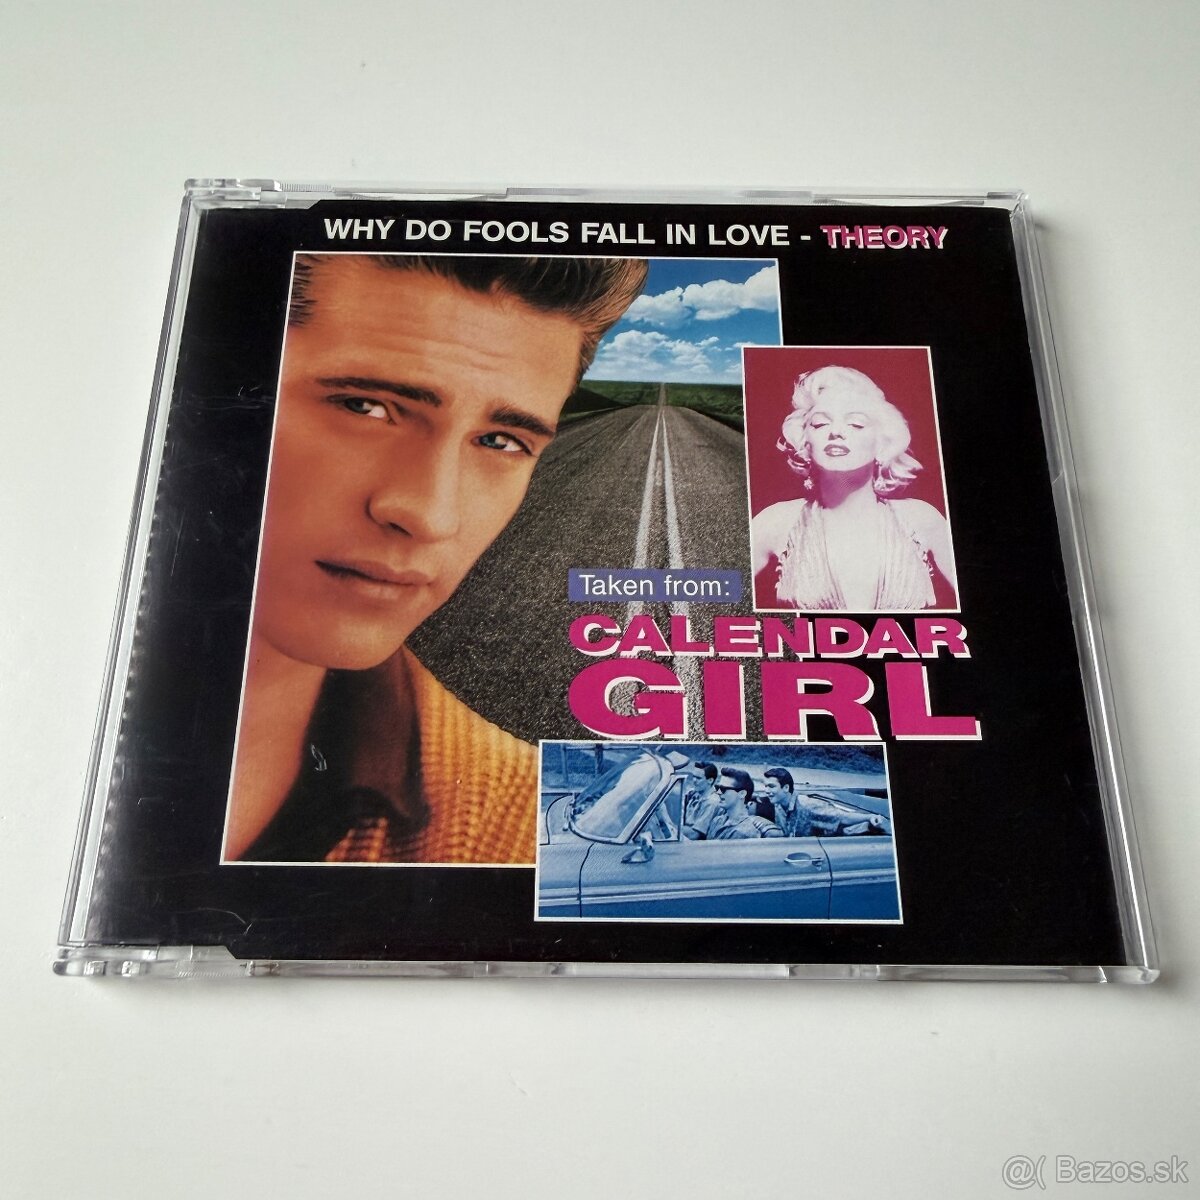 WHY DO FOOLS FALL IN LOVE - THEORY
Taken from:
CALENDAR
GIRL
@( Bazos.sk